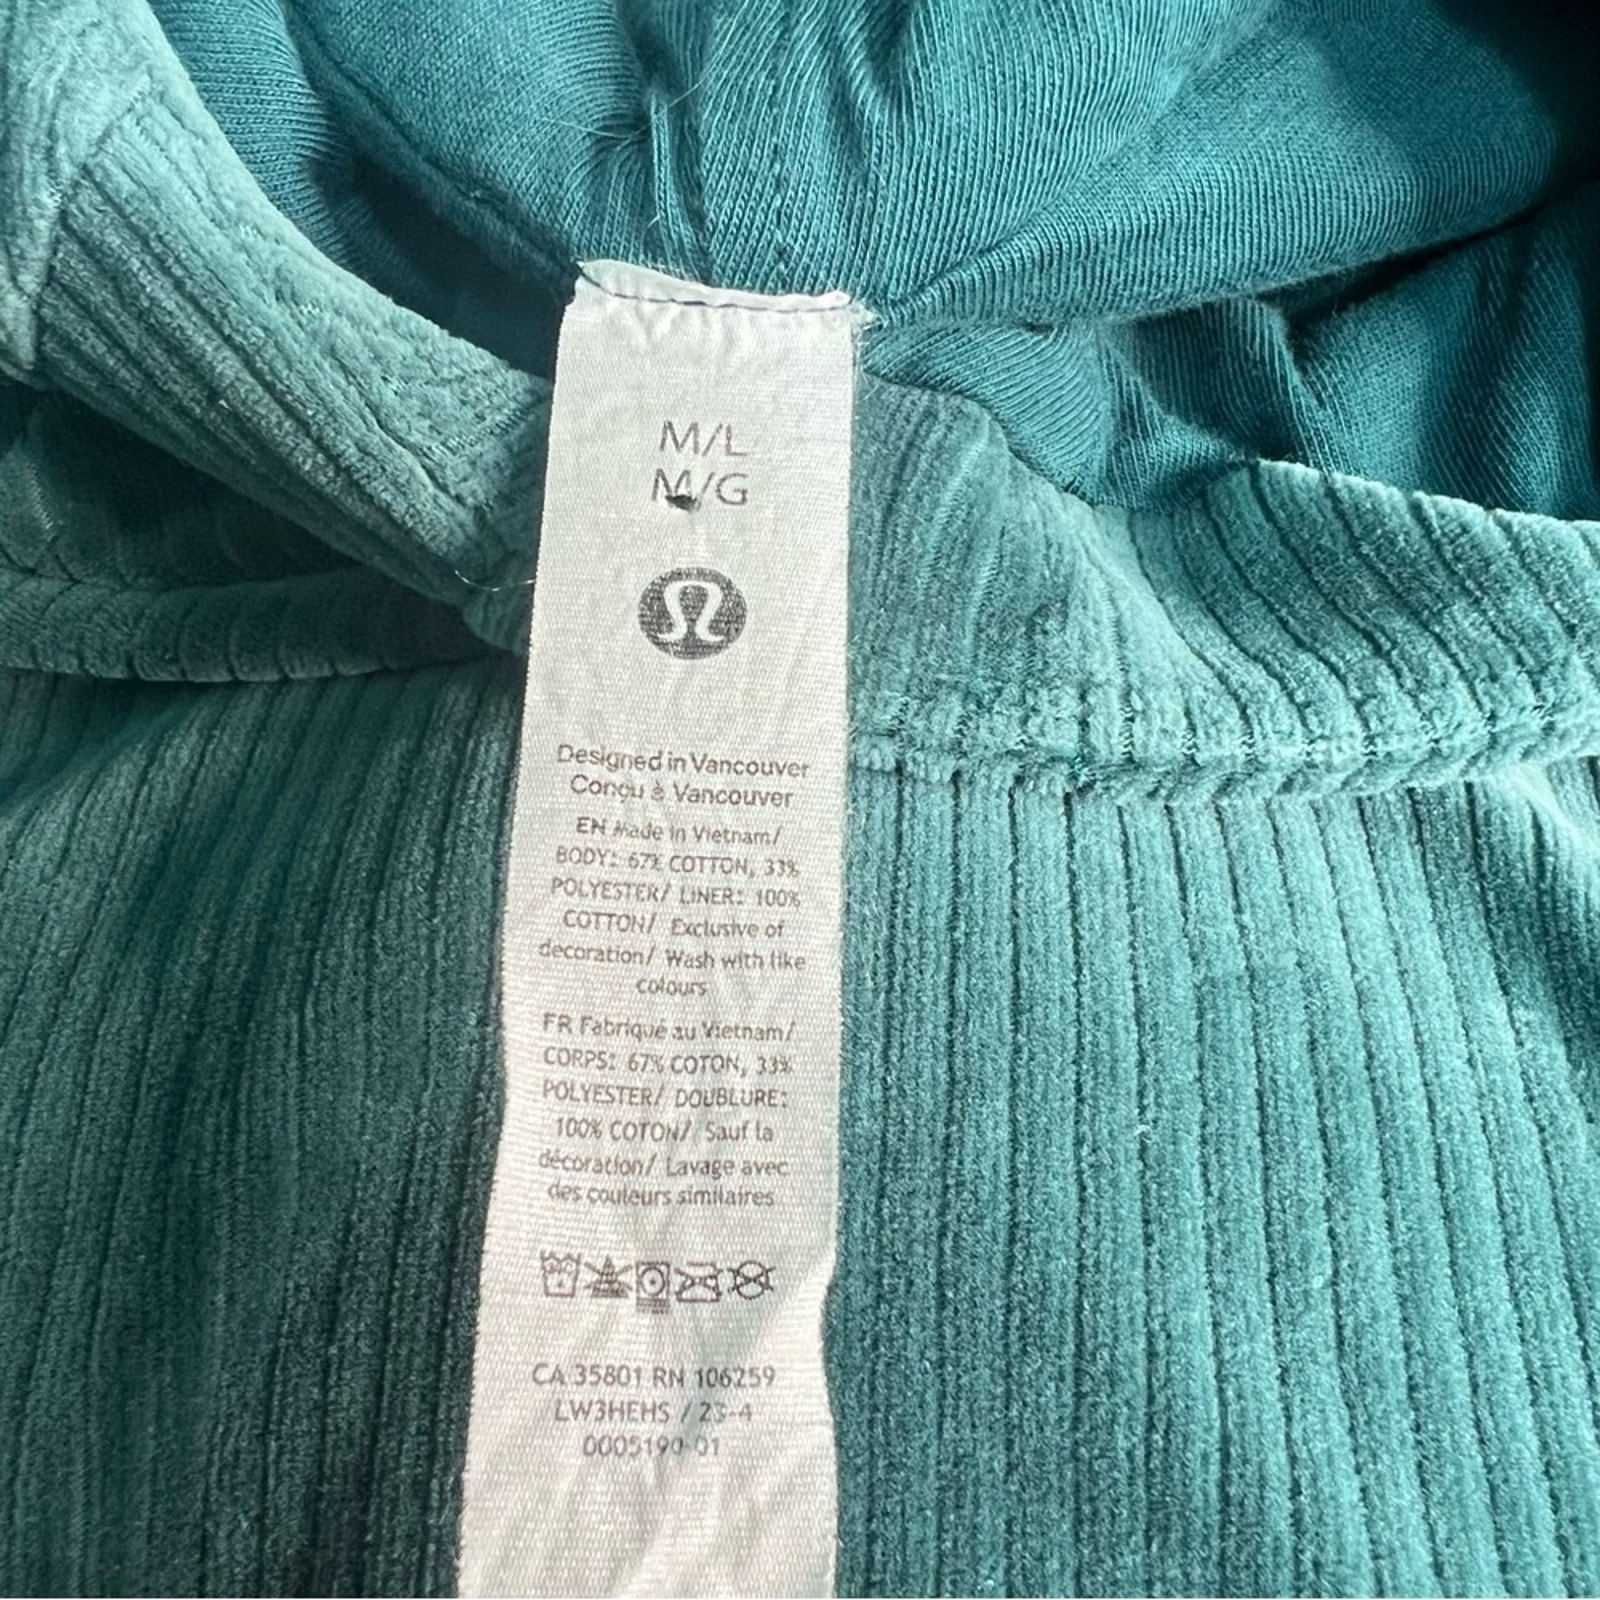 M/L
M/G
Designed in Vancouver
Conçu à Vancouver
EN Made in Vietnam/
BODY: 67% COTTON, 33%
POLYESTER/ LINER: 100%
COTTON/ Exclusive of
decoration/ Wash with like
colours
FR Fabriqué au Vietnam/
CORPS: 67% COTON, 33%
POLYESTER/ DOUBLURE:
100% COTON/ Sauf la
décoration/ Lavage avec
des couleurs similaires
CA 35801 RN 106259
LW3HEHS / 23-4
0005190-01